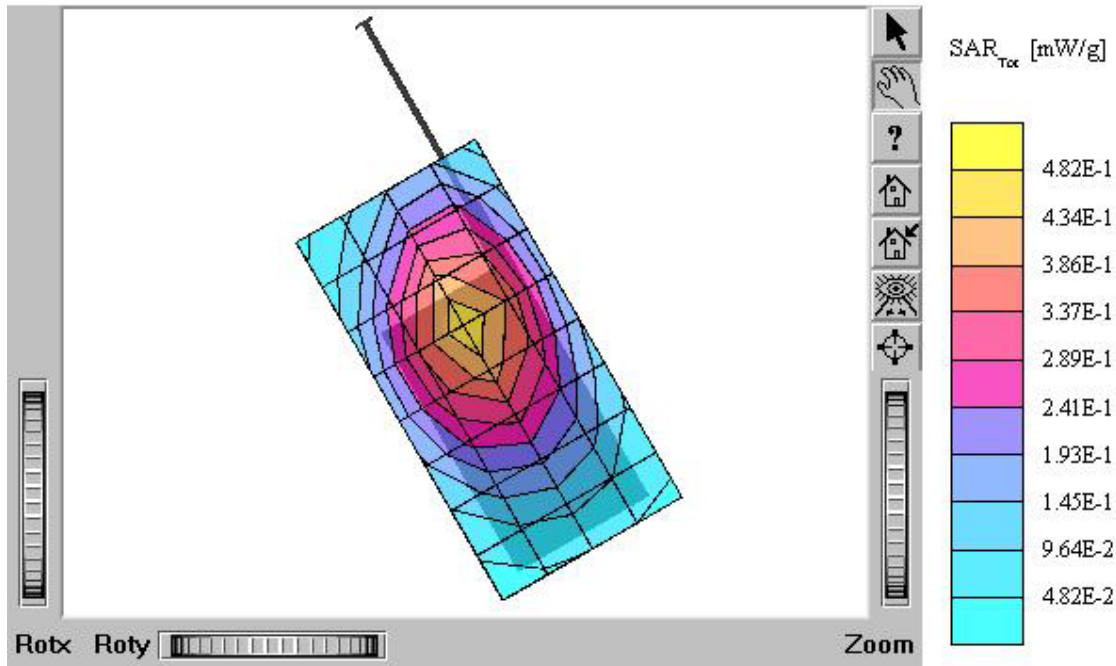 SARTot [mW/g]
?
4.82E-1
4.34E-1
3.86E-1
3.37E-1
2.89E-1
2.41E-1
1.93E-1
1.45E-1
9.64E-2
4.82E-2
Rotx Roty Zoom